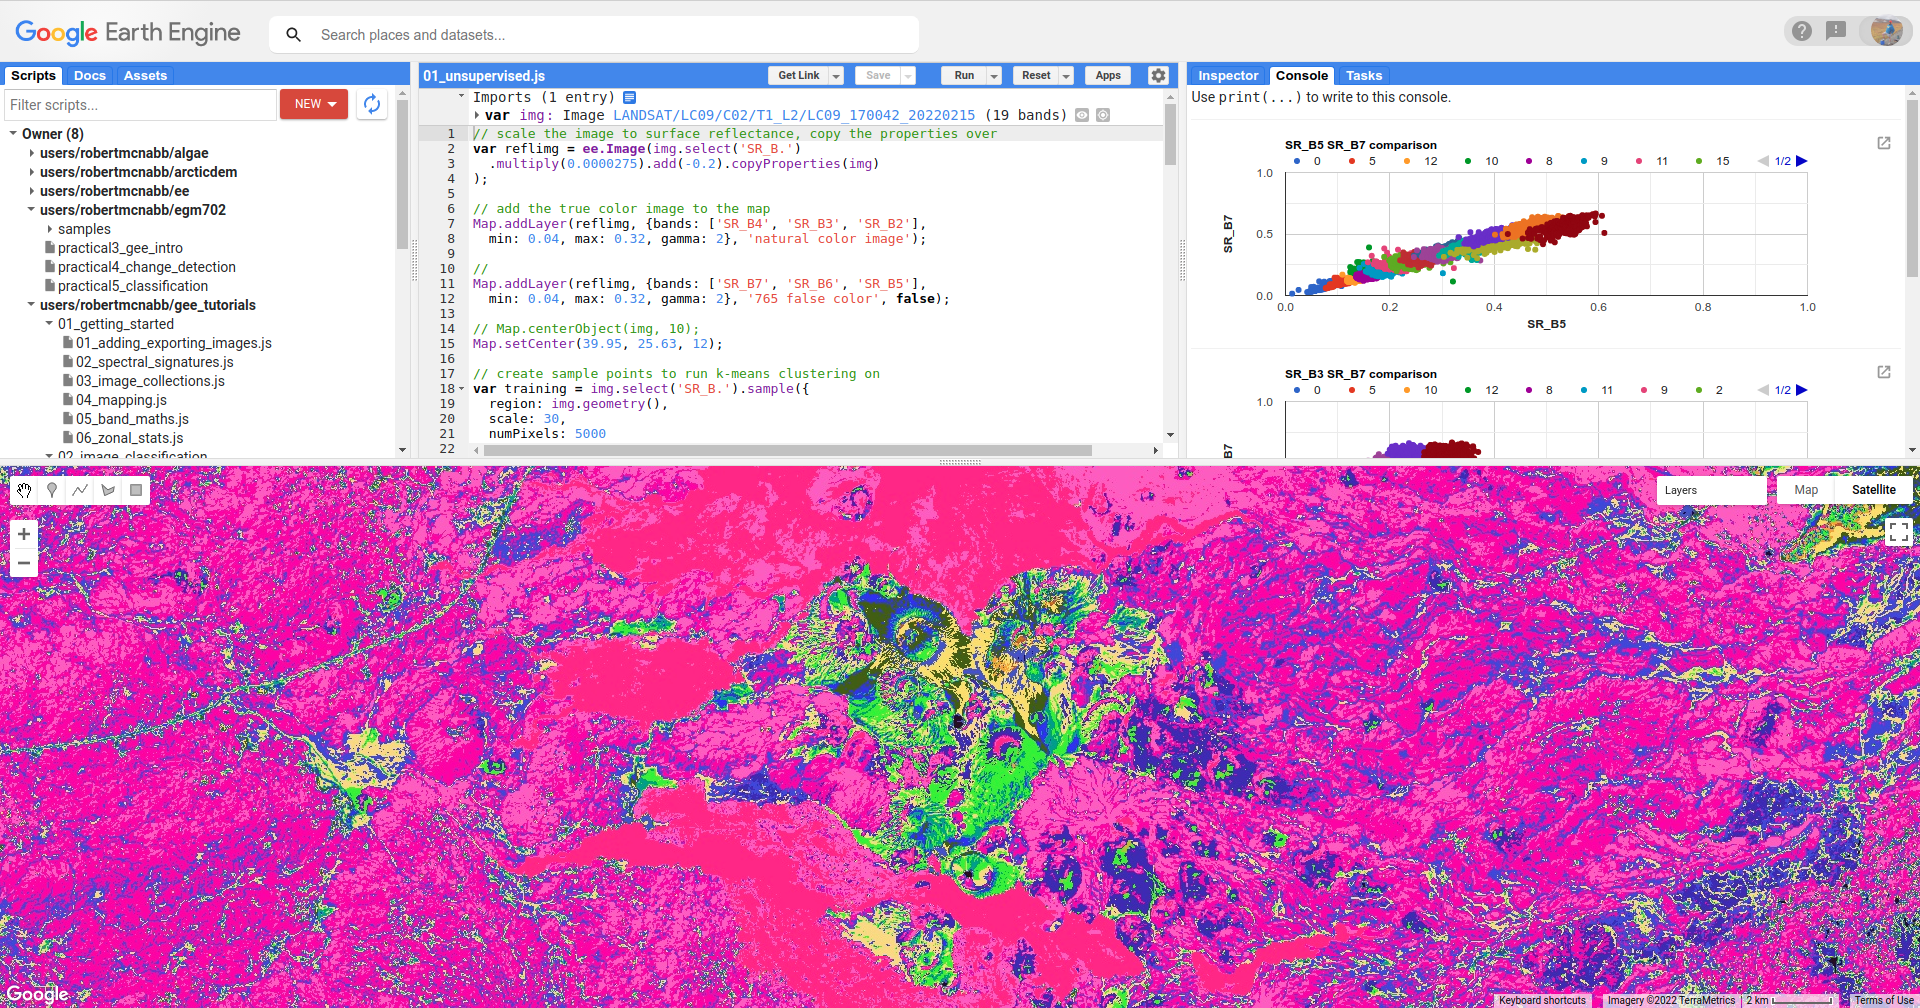 Google Earth Engine
Search places and datasets...
Scripts Docs Assets
Filter scripts...
NEW
Owner (8)
users/robertmcnabb/algae
users/robertmcnabb/arcticdem
users/robertmcnabb/ee
users/robertmcnabb/egm702
samples
practical3_gee_intro
practical4_change_detection
practical5_classification
users/robertmcnabb/gee_tutorials
01_getting_started
01_adding_exporting_images.js
02_spectral_signatures.js
03_image_collections.js
04_mapping.js
05_band_maths.js
06_zonal_stats.js
02_image_classification
01_unsupervised.js
Get Link Save Run Reset Apps
Imports (1 entry)
var img: Image LANDSAT/LC09/C02/T1_L2/LC09_170042_20220215 (19 bands)
1 // scale the image to surface reflectance, copy the properties over
2 var reflimg = ee.Image(img.select('SR_B.')
3 .multiply(0.0000275).add(-0.2).copyProperties(img)
4 );
5
6 // add the true color image to the map
7 Map.addLayer(reflimg, {bands: ['SR_B4', 'SR_B3', 'SR_B2'],
8 min: 0.04, max: 0.32, gamma: 2}, 'natural color image');
9
10 //
11 Map.addLayer(reflimg, {bands: ['SR_B7', 'SR_B6', 'SR_B5'],
12 min: 0.04, max: 0.32, gamma: 2}, '765 false color', false);
13
14 // Map.centerObject(img, 10);
15 Map.setCenter(39.95, 25.63, 12);
16
17 // create sample points to run k-means clustering on
18 var training = img.select('SR_B.').sample({
19 region: img.geometry(),
20 scale: 30,
21 numPixels: 5000
22
Inspector Console Tasks
Use print(...) to write to this console.
SR_B5 SR_B7 comparison
0 5 12 10 8 9 11 15 1/2
1.0
0.5
0.0
SR_B7
0.0 0.2 0.4 0.6 0.8 1.0
SR_B5
SR_B3 SR_B7 comparison
0 5 10 12 8 11 9 2 1/2
1.0
B7
Layers
Map Satellite
Google
Keyboard shortcuts Imagery ©2022 TerraMetrics 2 km Terms of Use